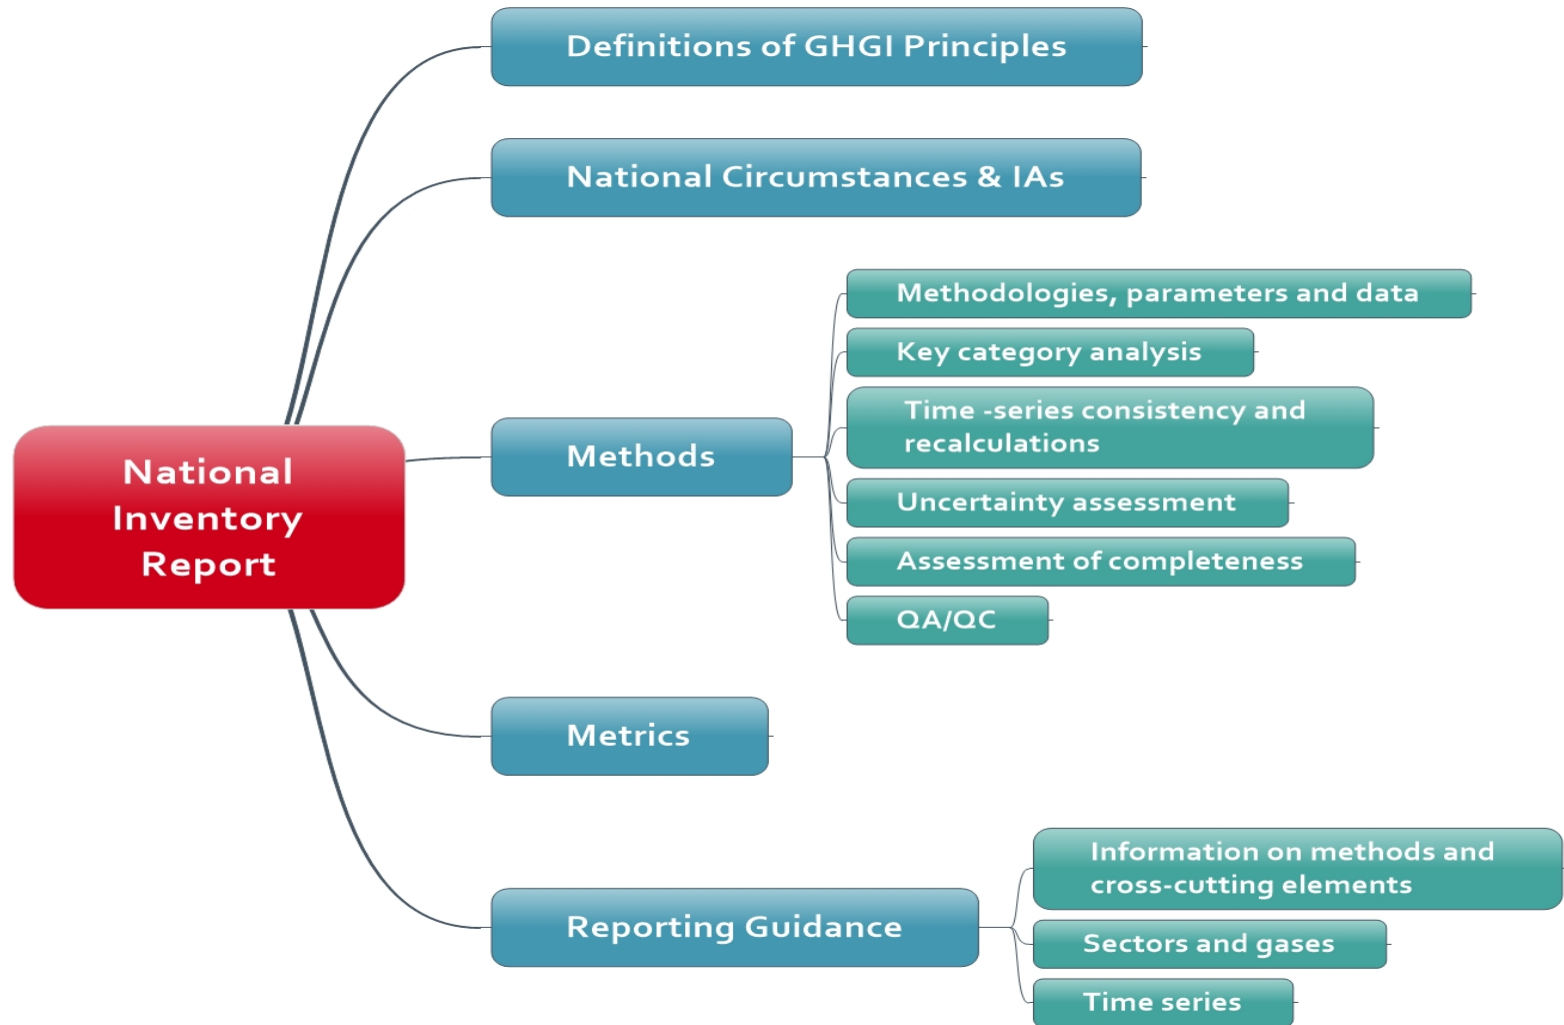 Definitions of GHGI Principles
National Circumstances & IAs
Methodologies, parameters and data
Key category analysis
Time -series consistency and
recalculations
Methods
National
Inventory
Report
Uncertainty assessment
Assessment of completeness
QA/QC
Metrics
Information on methods and
cross-cutting elements
Reporting Guidance
Sectors and gases
Time series